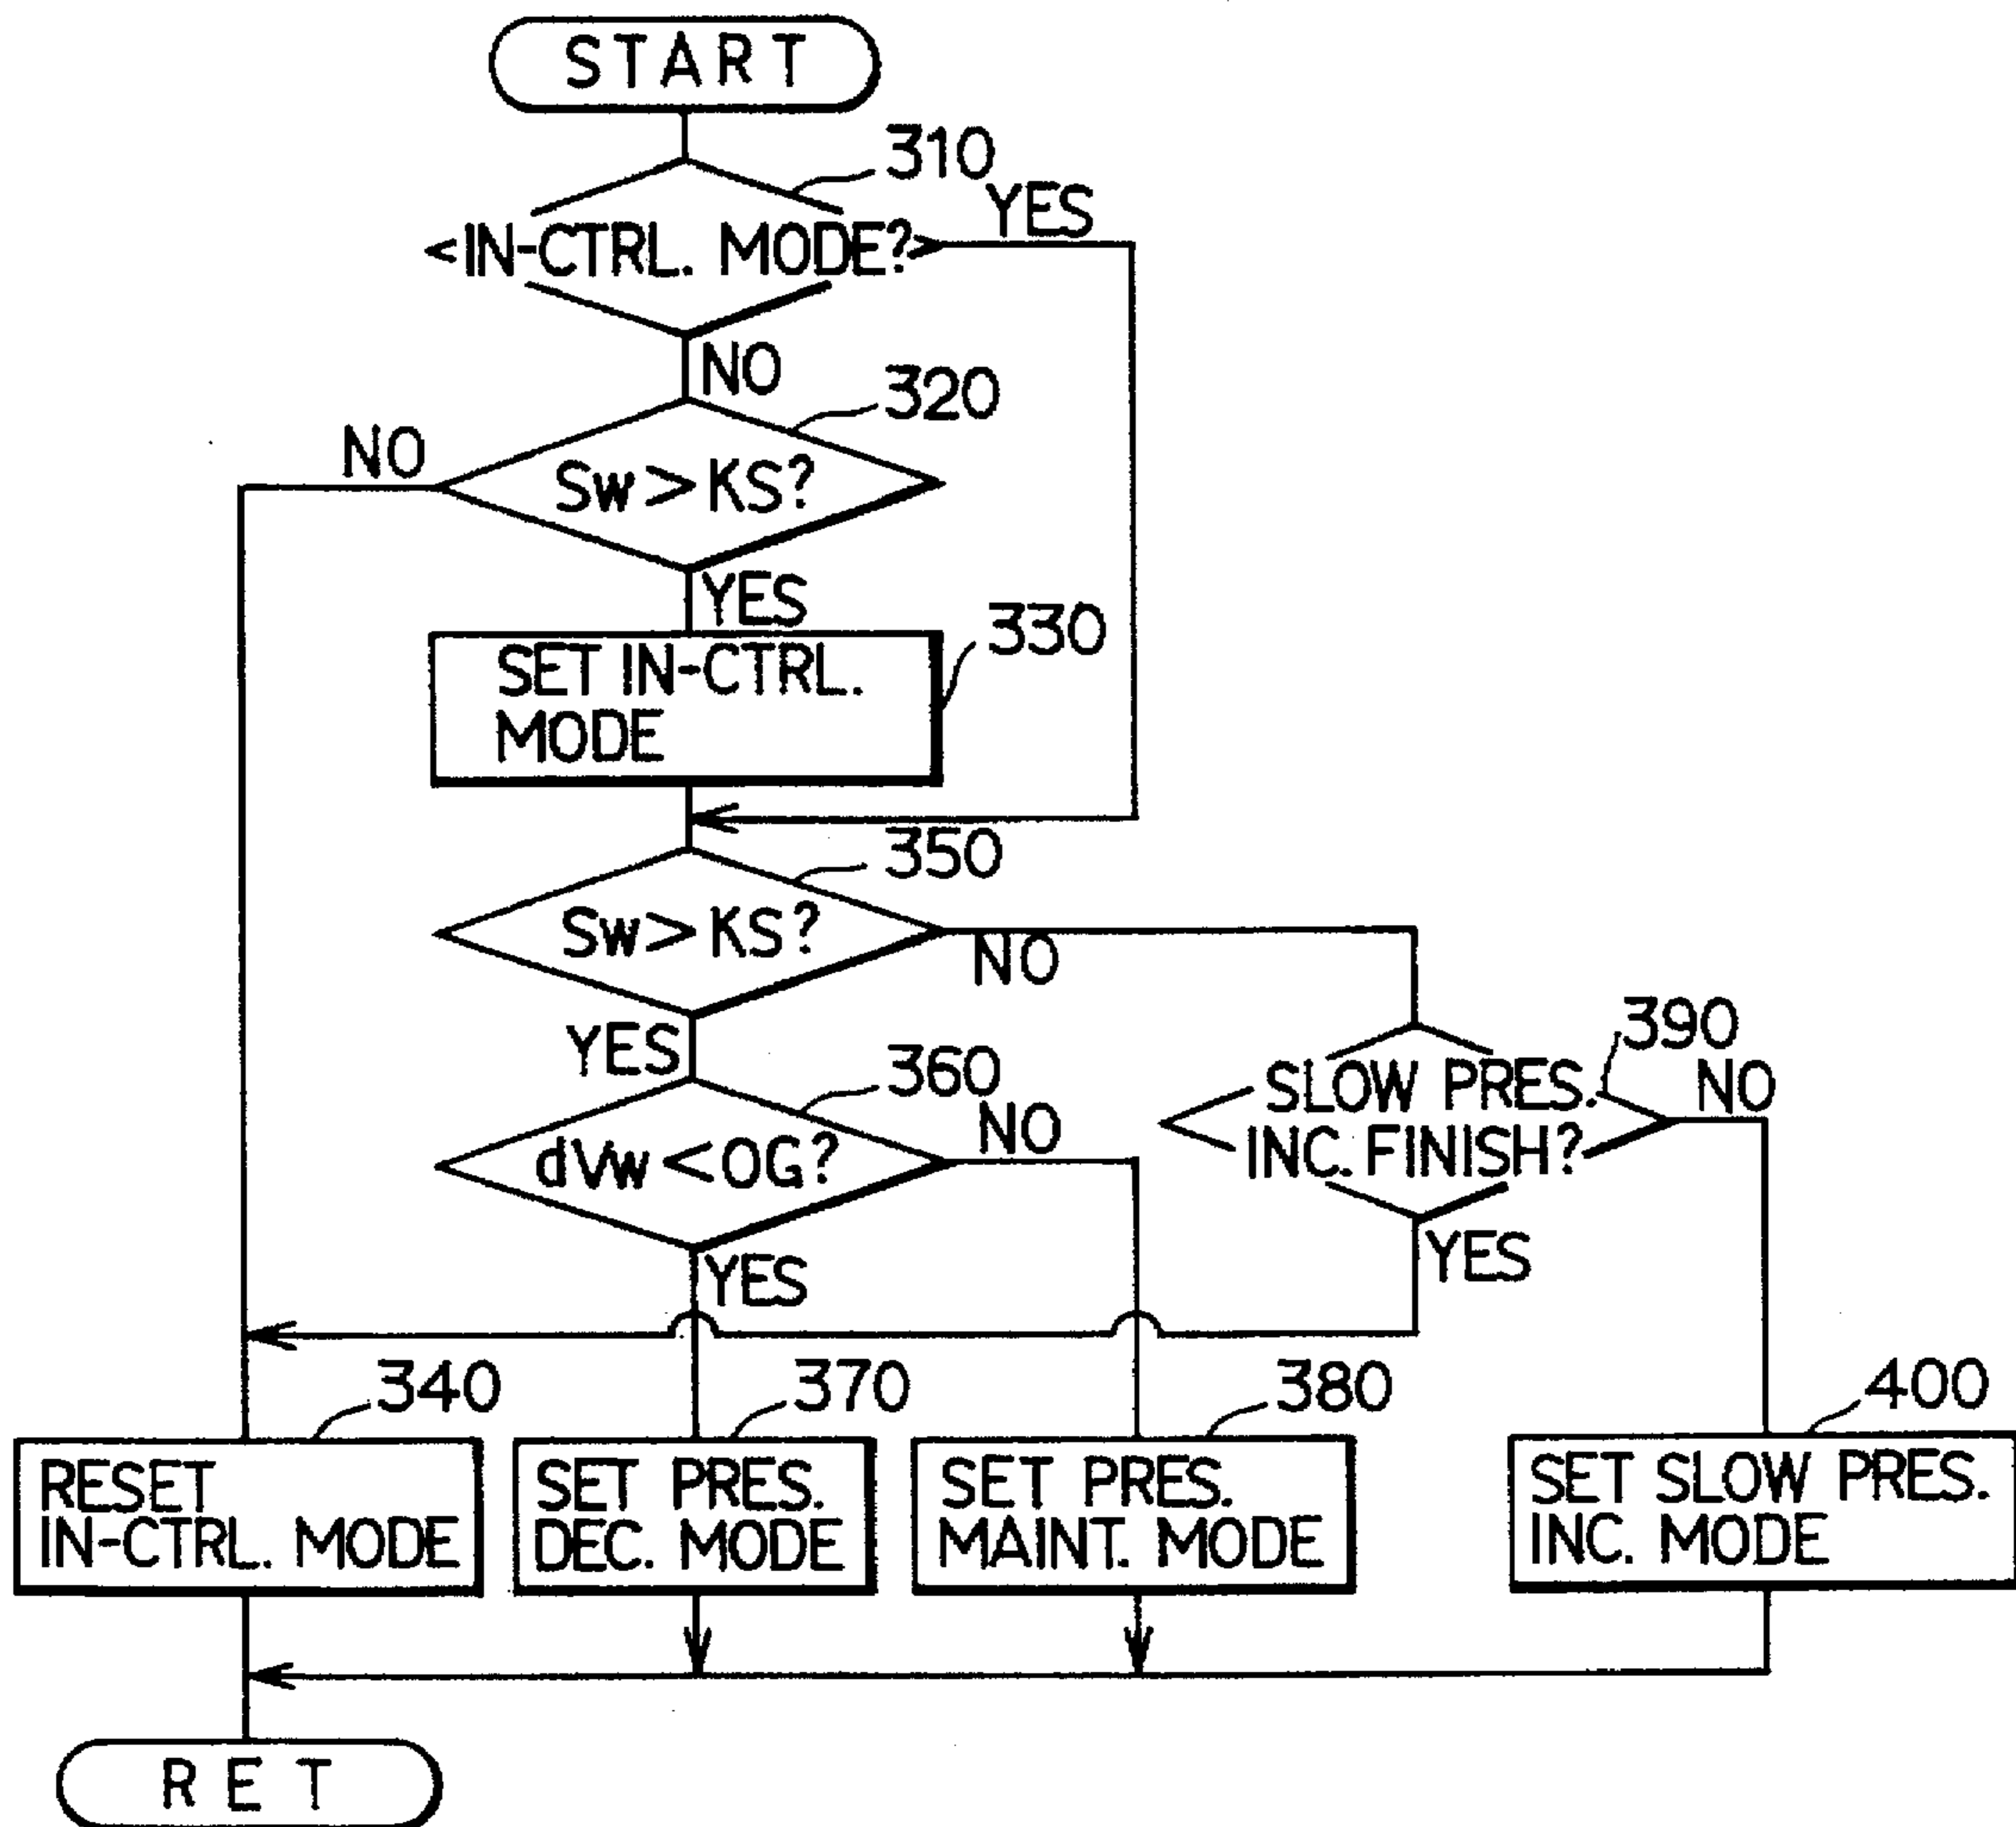 START
310
YES
<IN-CTRL. MODE?>
NO
320
NO
Sw>KS?
YES
330
SET IN-CTRL.
MODE
350
Sw>KS?
NO
YES
360
NO
dVw<OG?
YES
390
SLOW PRES.
INC. FINISH?
NO
YES
340
370
380
400
RESET
IN-CTRL. MODE
SET PRES.
DEC. MODE
SET PRES.
MAINT. MODE
SET SLOW PRES.
INC. MODE
RET